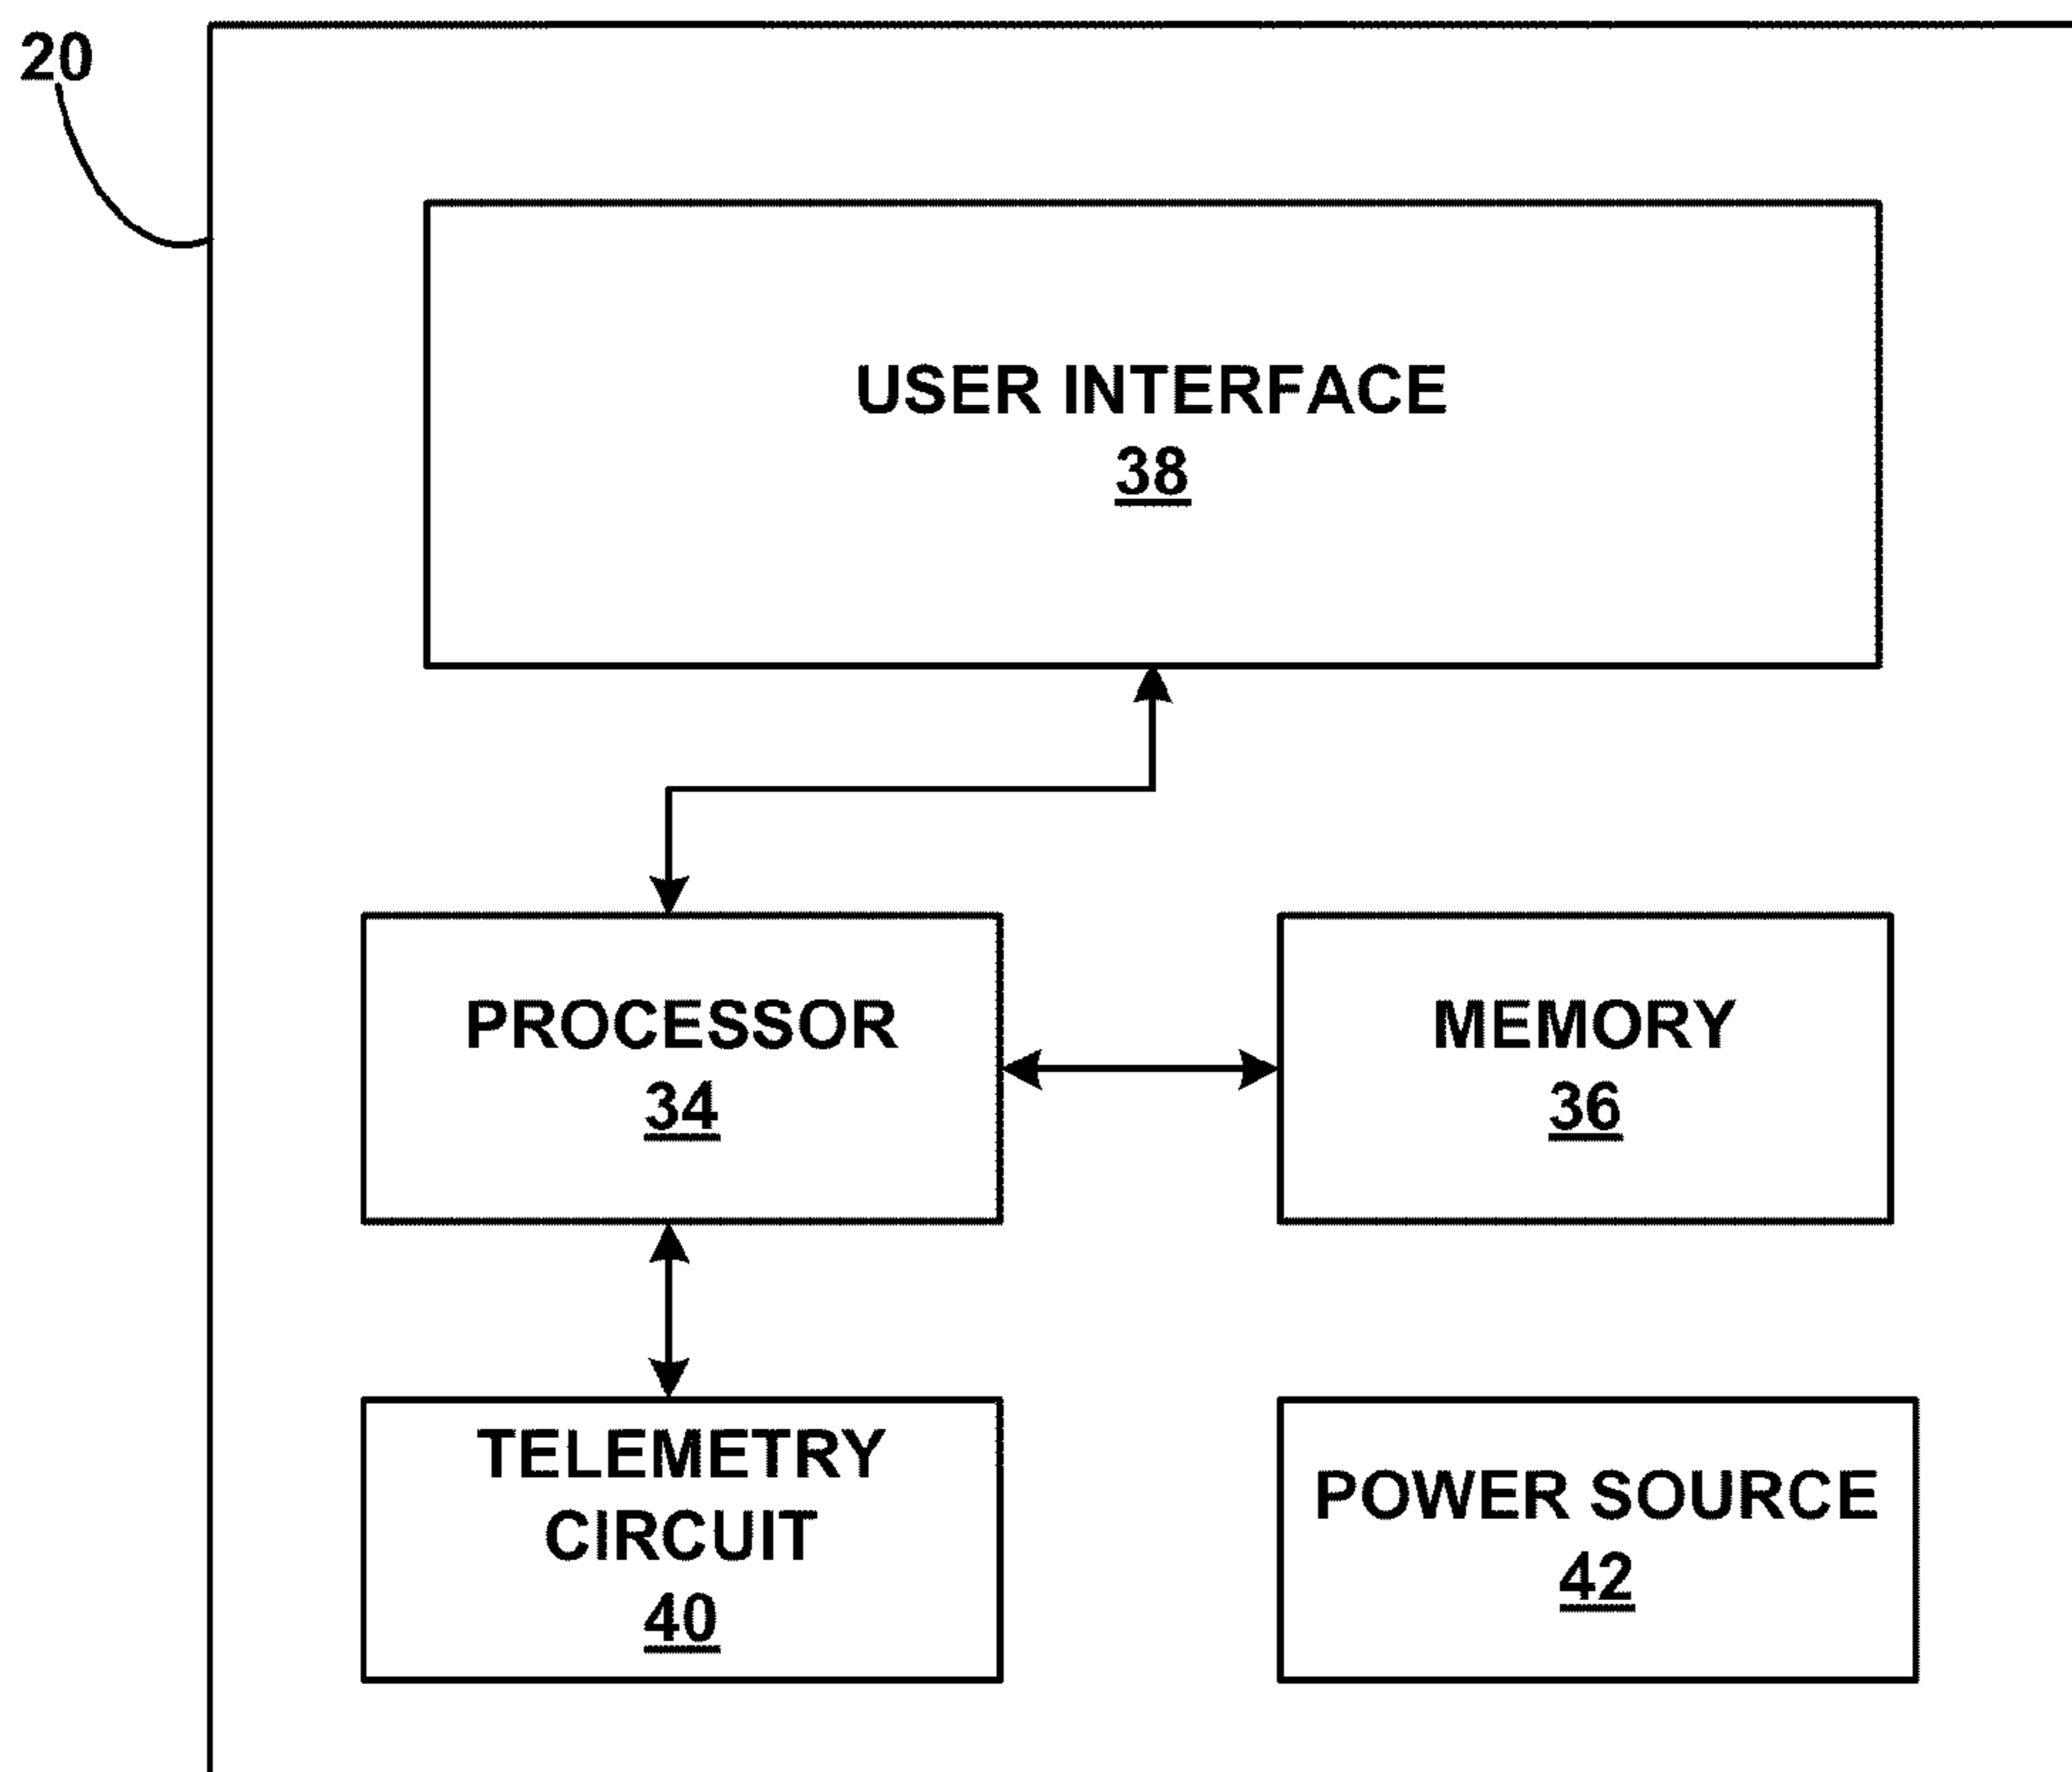 20
USER INTERFACE
38
PROCESSOR
34
MEMORY
36
TELEMETRY
CIRCUIT
40
POWER SOURCE
42